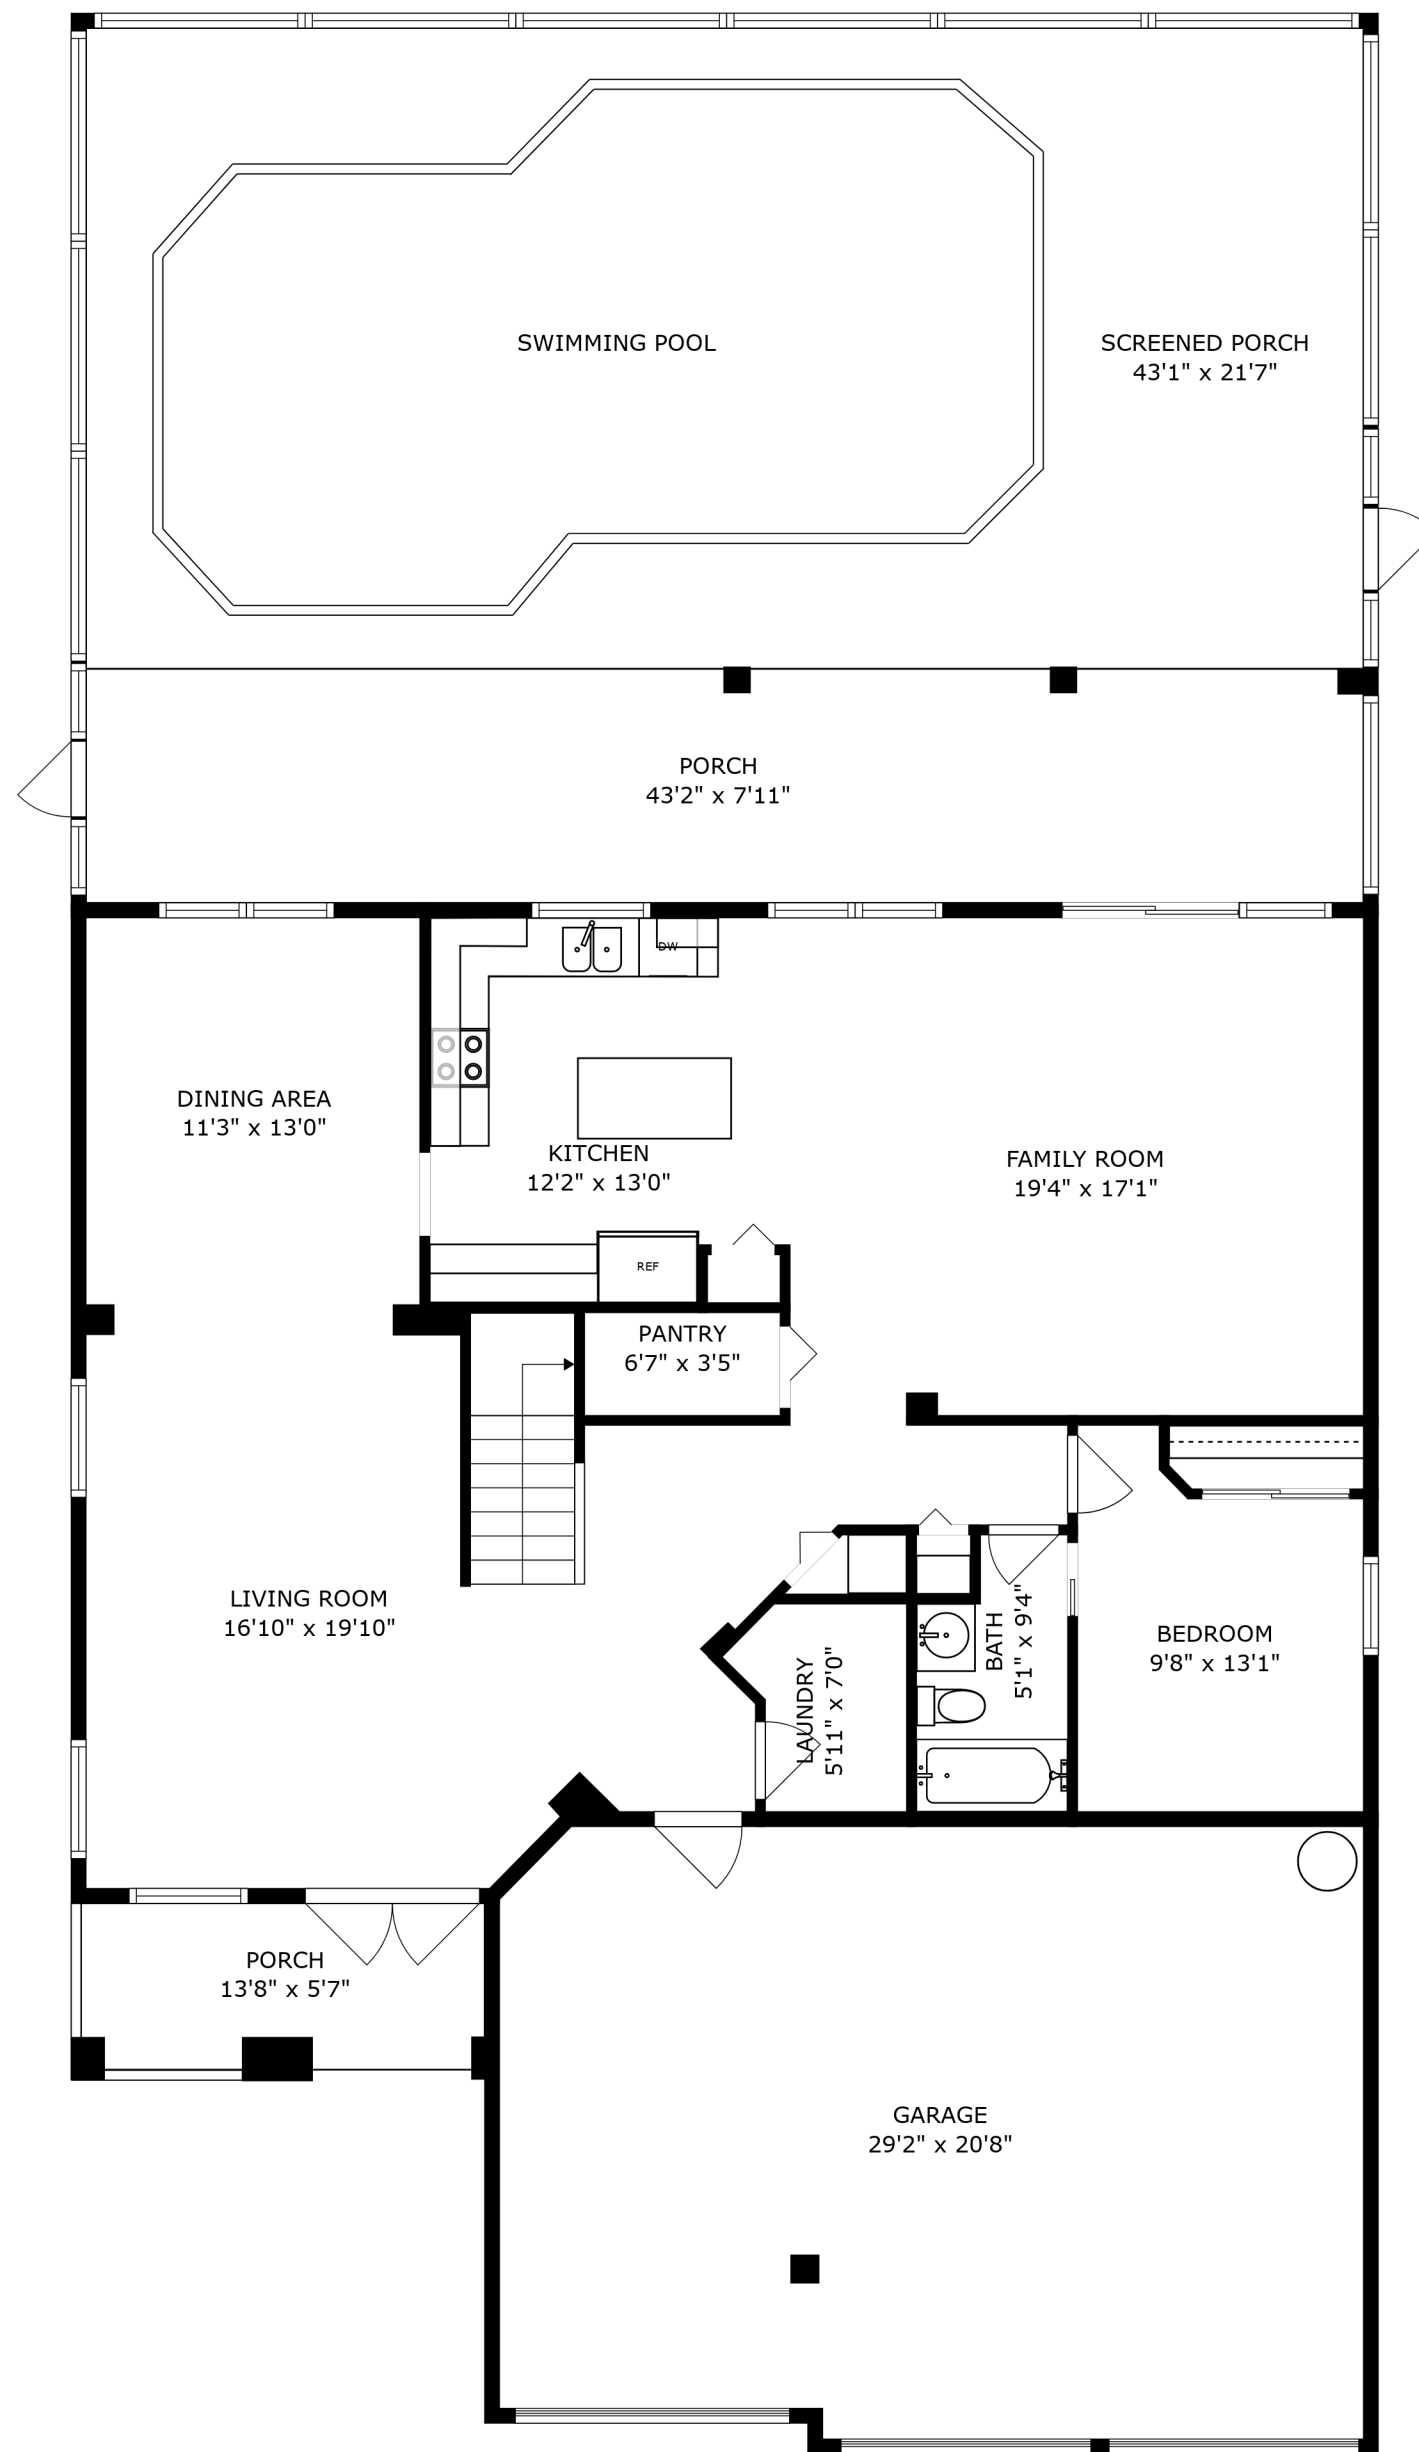 SWIMMING POOL
SCREENED PORCH
43'1" x 21'7"
PORCH
43'2" x 7'11"
DW
DINING AREA
11'3" x 13'0"
KITCHEN
12'2" x 13'0"
FAMILY ROOM
19'4" x 17'1"
REF
PANTRY
6'7" x 3'5"
LIVING ROOM
16'10" x 19'10"
LAUNDRY
5'11" x 7'0"
BATH
5'1" x 9'4"
BEDROOM
9'8" x 13'1"
PORCH
13'8" x 5'7"
GARAGE
29'2" x 20'8"